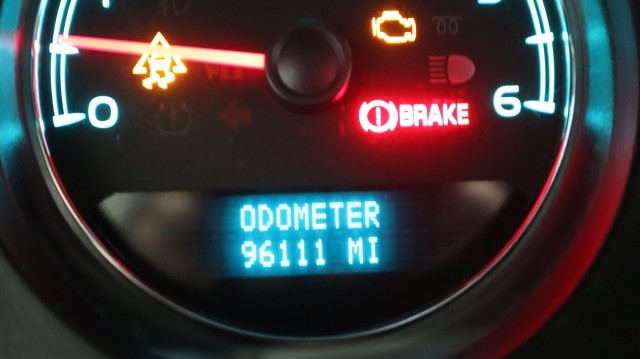 0
6
BRAKE
ODOMETER
96111 MI